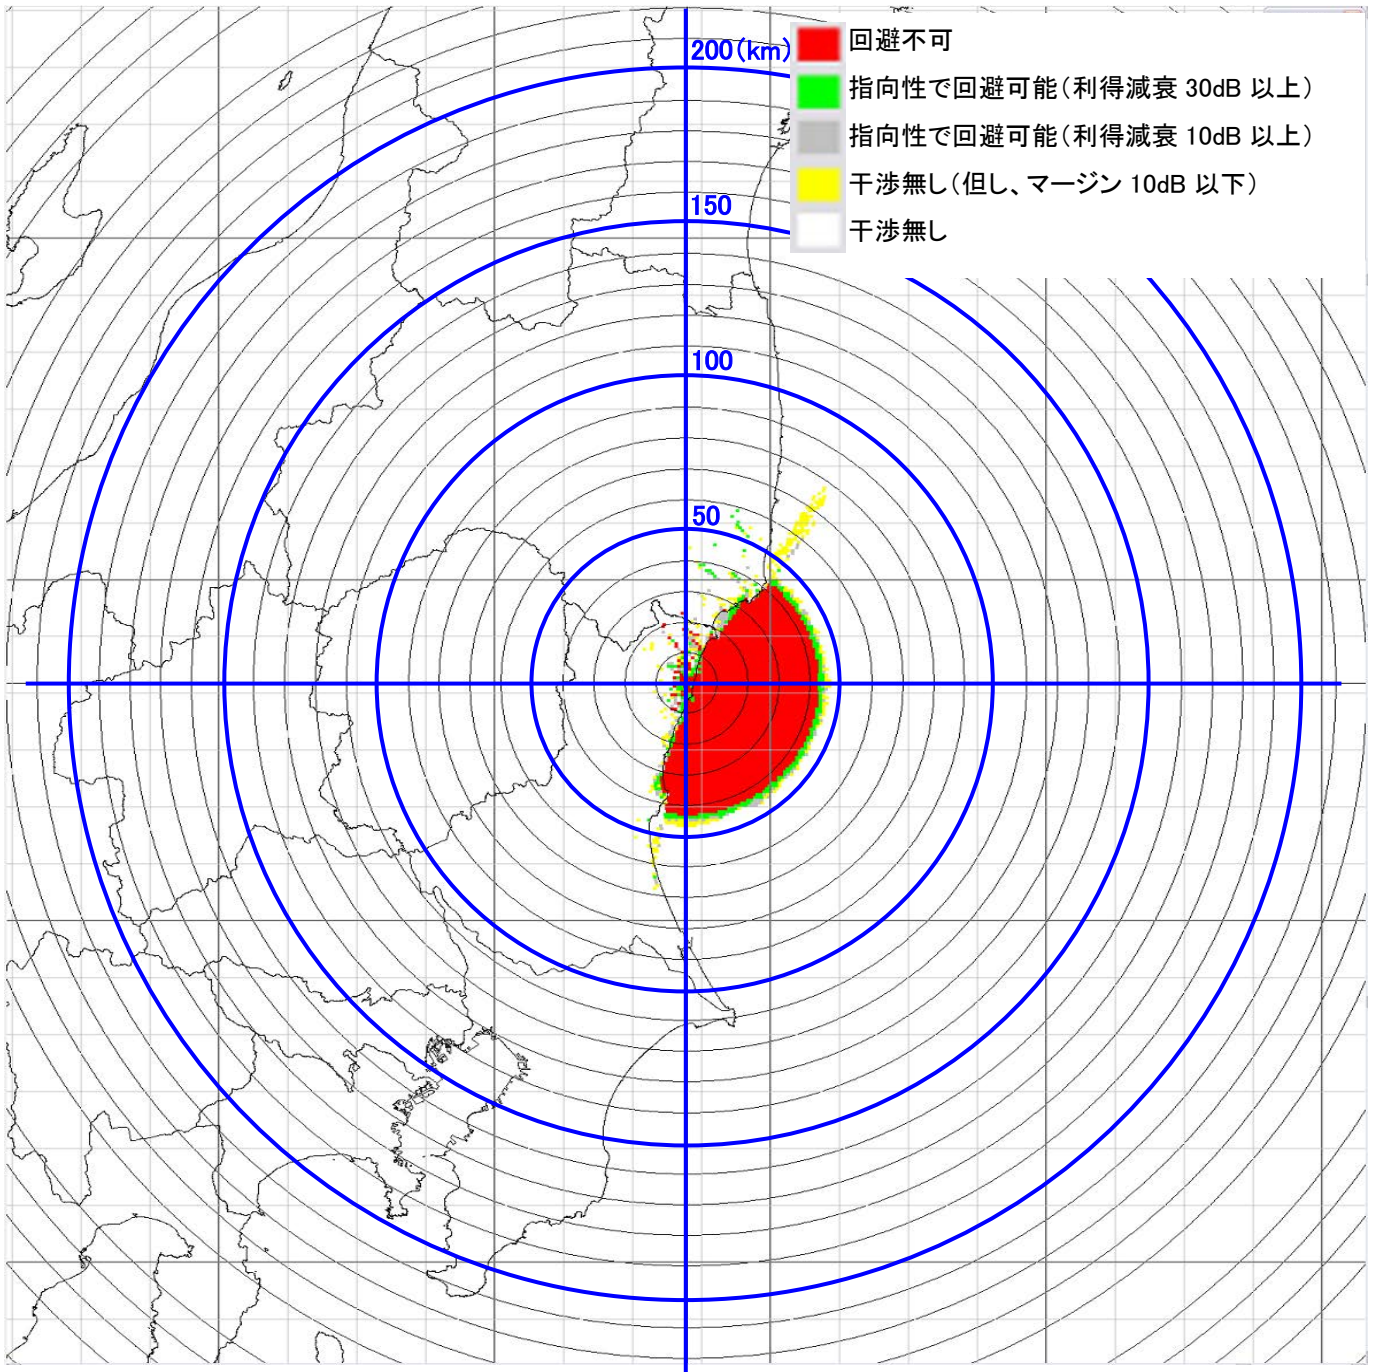 200(km)
回避不可
指向性で回避可能(利得減衰 30dB 以上)
指向性で回避可能(利得減衰 10dB 以上)
干渉無し(但し、マージン 10dB 以下)
干渉無し
150
100
50